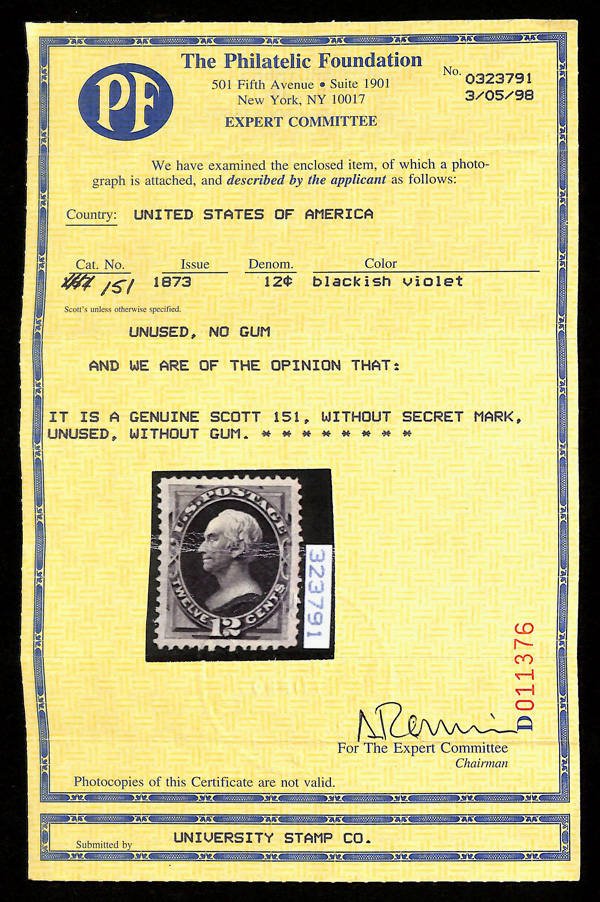 The Philatelic Foundation
501 Fifth Avenue • Suite 1901
New York, NY 10017
EXPERT COMMITTEE
PF
No. 0323791
3/05/98
We have examined the enclosed item, of which a photo-
graph is attached, and described by the applicant as follows:
Country: UNITED STATES OF AMERICA
Cat. No. Issue Denom. Color
151 1873 12¢ blackish violet
Scott's unless otherwise specified.
UNUSED, NO GUM
AND WE ARE OF THE OPINION THAT:
IT IS A GENUINE SCOTT 151, WITHOUT SECRET MARK,
UNUSED, WITHOUT GUM. * * * * * * * *
U.S. POSTAGE
TWELVE 12 CENTS
323791
D011376
For The Expert Committee
Chairman
Photocopies of this Certificate are not valid.
Submitted by UNIVERSITY STAMP CO.